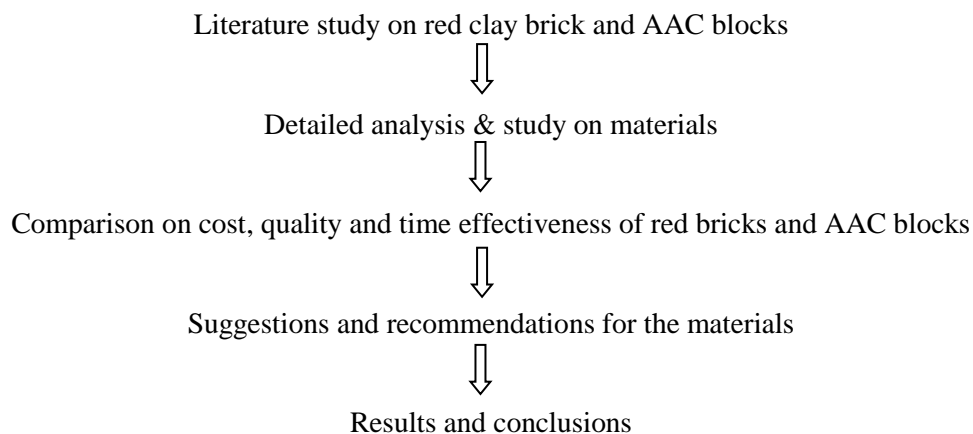 Literature study on red clay brick and AAC blocks
Detailed analysis & study on materials
Comparison on cost, quality and time effectiveness of red bricks and AAC blocks
Suggestions and recommendations for the materials
Results and conclusions